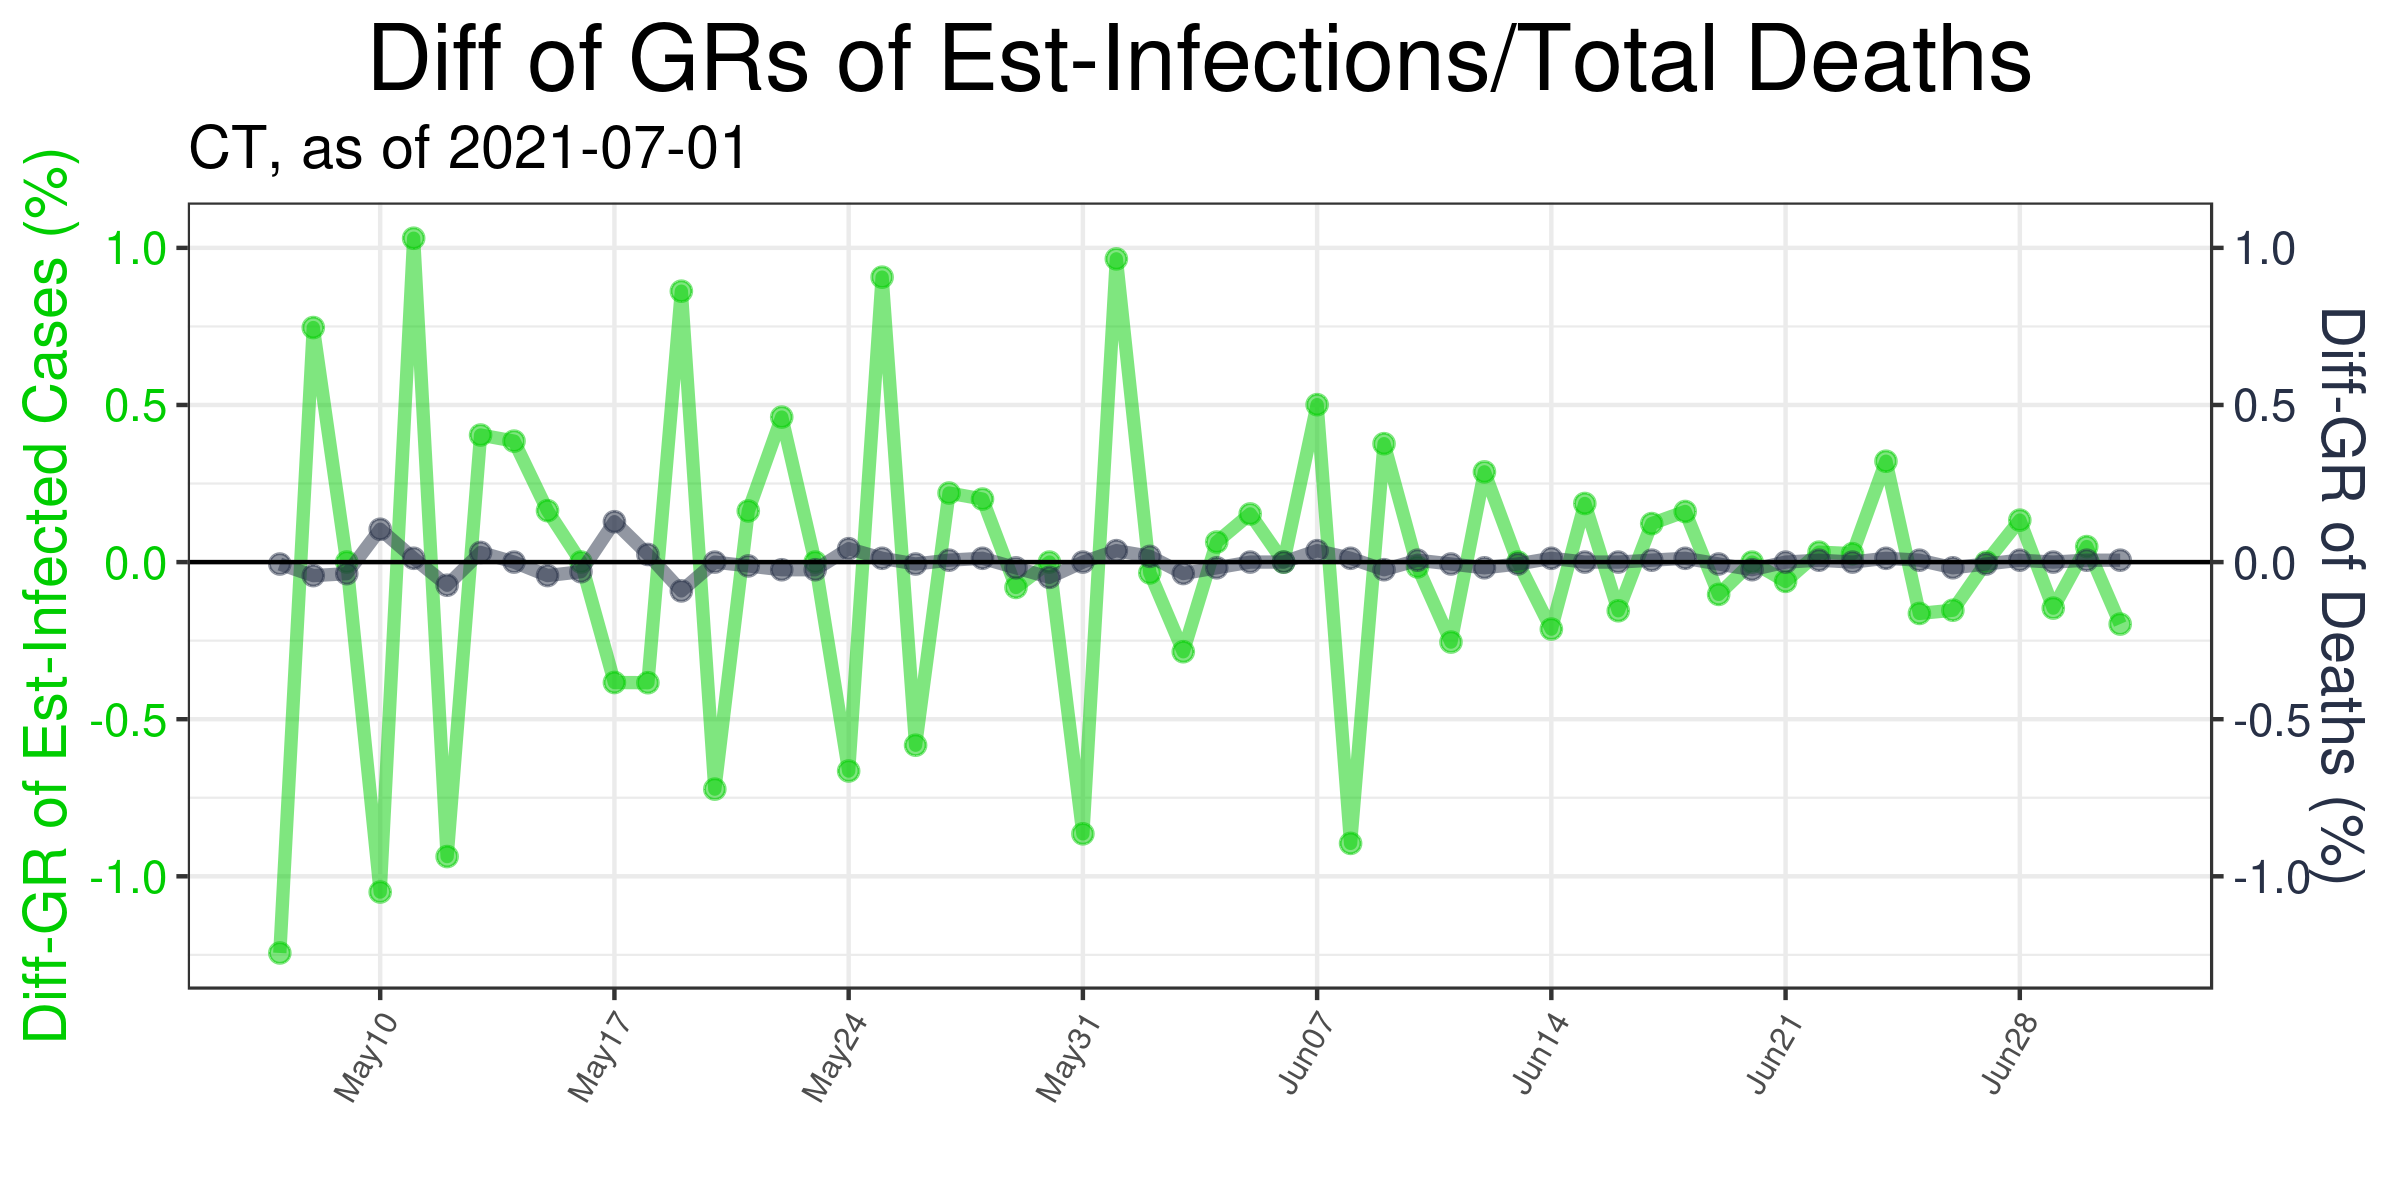 Diff of GRs of Est-Infections/Total Deaths
CT, as of 2021-07-01
Diff-GR of Est-Infected Cases (%)
1.0
0.5
0.0
-0.5
-1.0
1.0
0.5
0.0
-0.5
-1.0
Diff-GR of Deaths (%)
May10
May17
May24
May31
Jun07
Jun14
Jun21
Jun28